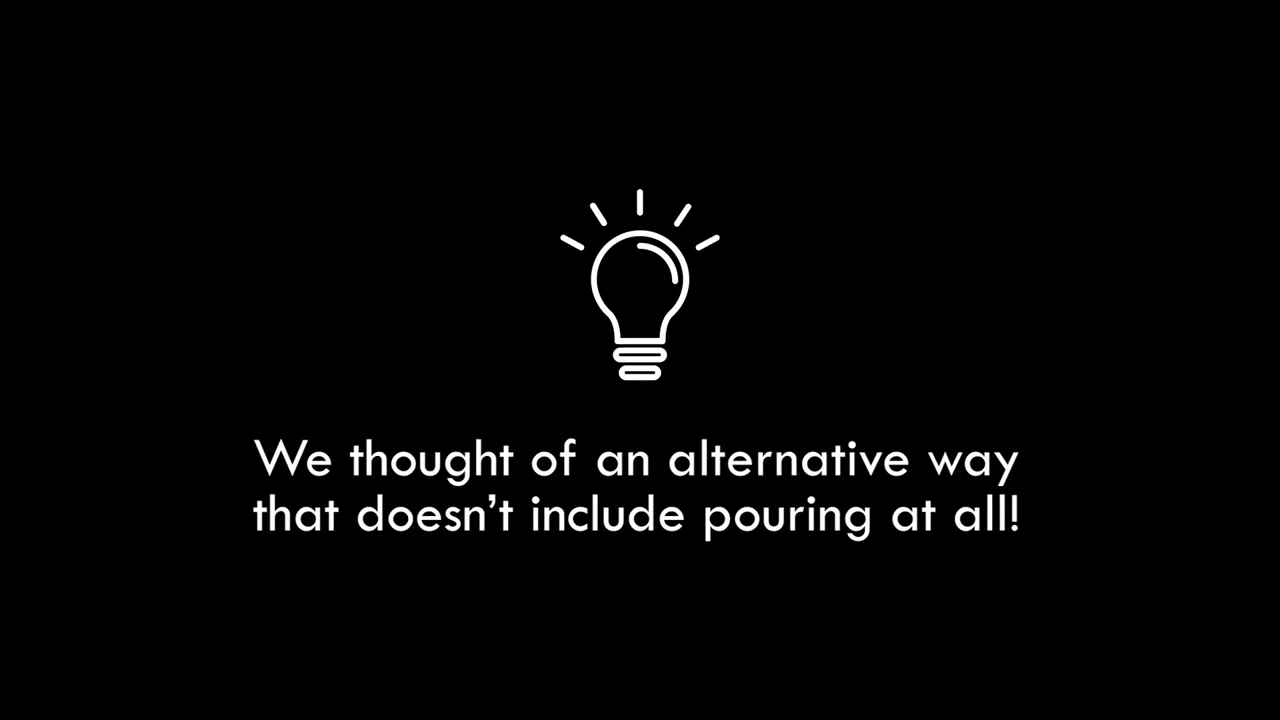 We thought of an alternative way
that doesn’t include pouring at all!